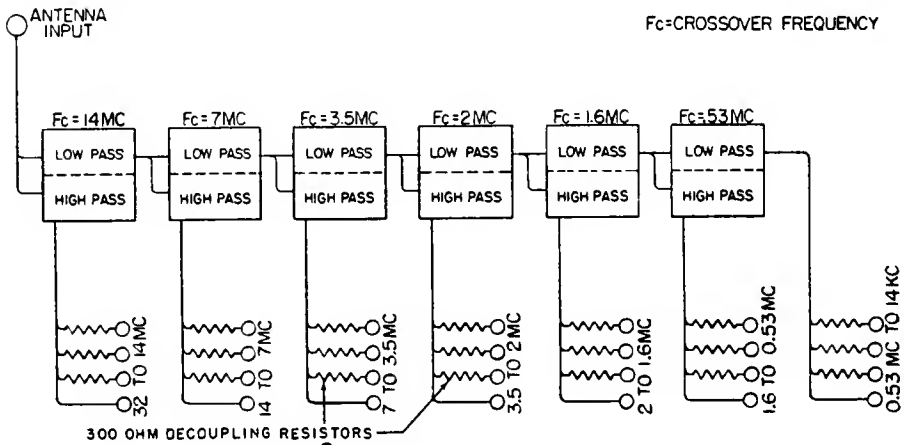 ANTENNA
INPUT
Fc=CROSSOVER FREQUENCY
Fc=14MC
Fc=7MC
Fc=3.5MC
Fc=2MC
Fc=1.6MC
Fc=.53MC
LOW PASS
LOW PASS
LOW PASS
LOW PASS
LOW PASS
LOW PASS
HIGH PASS
HIGH PASS
HIGH PASS
HIGH PASS
HIGH PASS
HIGH PASS
32 TO 14MC
14 TO 7MC
7 TO 3.5MC
3.5 TO 2MC
2 TO 1.6MC
1.6 TO 0.53MC
0.53 MC TO 14KC
300 OHM DECOUPLING RESISTORS